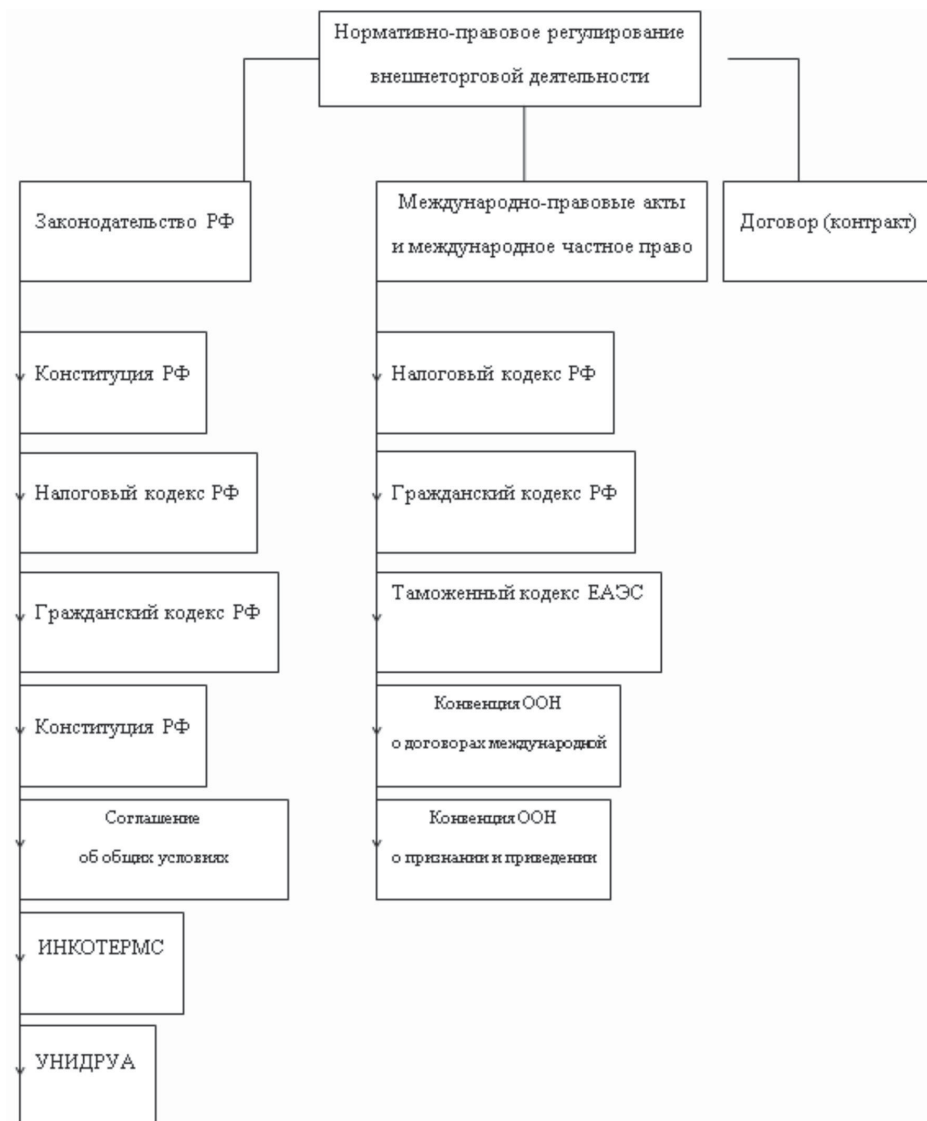 Нормативно-правовое регулирование
внешнеторговой деятельности
Законодательство РФ
Международно-правовые акты
и международное частное право
Договор (контракт)
Конституция РФ
Налоговый кодекс РФ
Налоговый кодекс РФ
Гражданский кодекс РФ
Гражданский кодекс РФ
Таможенный кодекс ЕАЭС
Конституция РФ
Конвенция ООН
о договорах международной
Соглашение
об общих условиях
Конвенция ООН
о признании и приведении
ИНКОТЕРМС
УНИДРУА